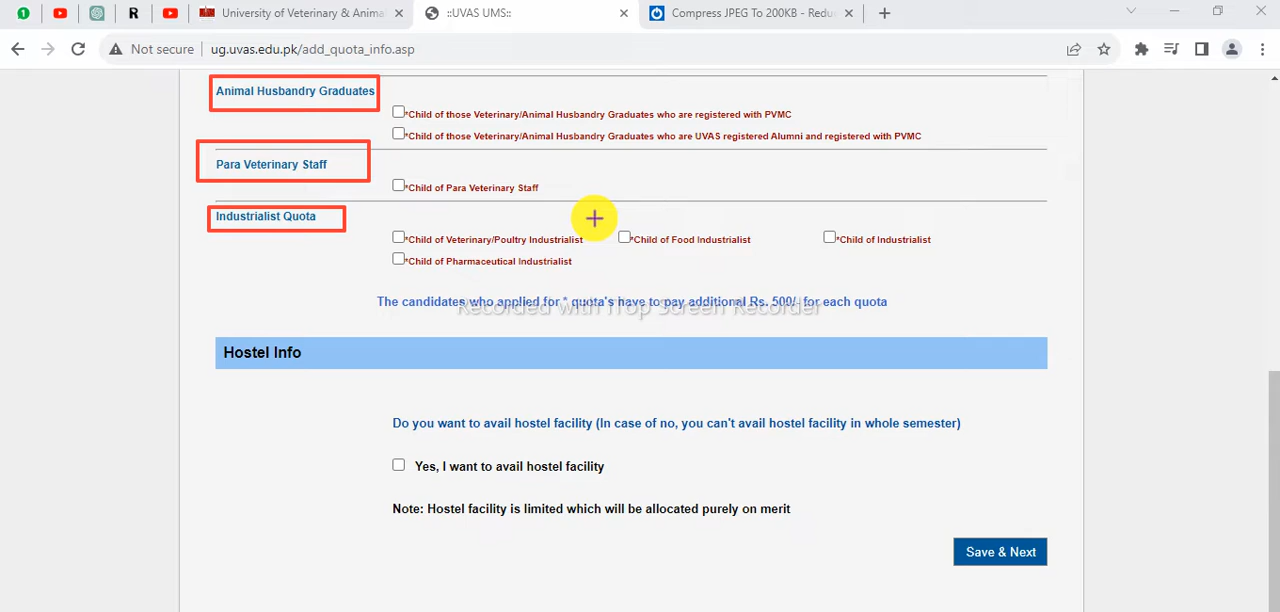 University of Veterinary & Anima
::UVAS UMS::
Compress JPEG To 200KB - Redu
Not secure
ug.uvas.edu.pk/add_quota_info.asp
Animal Husbandry Graduates
*Child of those Veterinary/Animal Husbandry Graduates who are registered with PVMC
*Child of those Veterinary/Animal Husbandry Graduates who are UVAS registered Alumni and registered with PVMC
Para Veterinary Staff
*Child of Para Veterinary Staff
Industrialist Quota
*Child of Veterinary/Poultry Industrialist *Child of Food Industrialist *Child of Industrialist
*Child of Pharmaceutical Industrialist
The candidates who applied for * quota's have to pay additional Rs. 500/- for each quota
Recorded with iTop Screen Recorder
Hostel Info
Do you want to avail hostel facility (In case of no, you can't avail hostel facility in whole semester)
Yes, I want to avail hostel facility
Note: Hostel facility is limited which will be allocated purely on merit
Save & Next